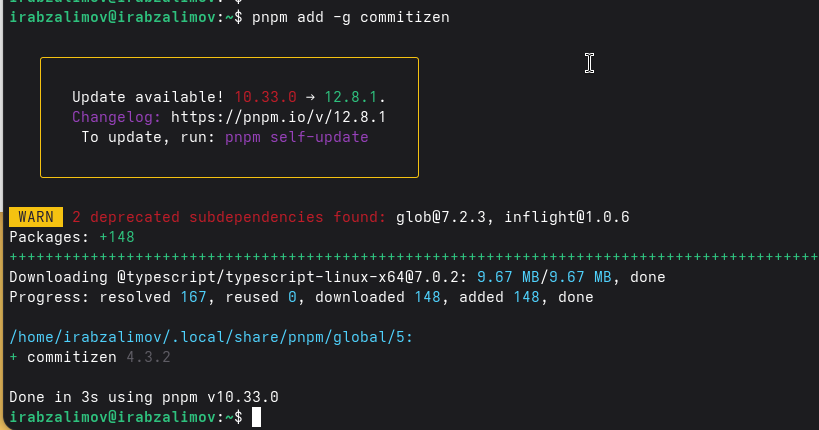 irabzalimov@irabzalimov:~$ pnpm add -g commitizen
Update available! 10.33.0 → 12.8.1.
Changelog: https://pnpm.io/v/12.8.1
To update, run: pnpm self-update
WARN 2 deprecated subdependencies found: glob@7.2.3, inflight@1.0.6
Packages: +148
++++++++++++++++++++++++++++++++++++++++++++++++++++++++++++++++++++++++++++++++++++++++++
Downloading @typescript/typescript-linux-x64@7.0.2: 9.67 MB/9.67 MB, done
Progress: resolved 167, reused 0, downloaded 148, added 148, done
/home/irabzalimov/.local/share/pnpm/global/5:
+ commitizen 4.3.2
Done in 3s using pnpm v10.33.0
irabzalimov@irabzalimov:~$